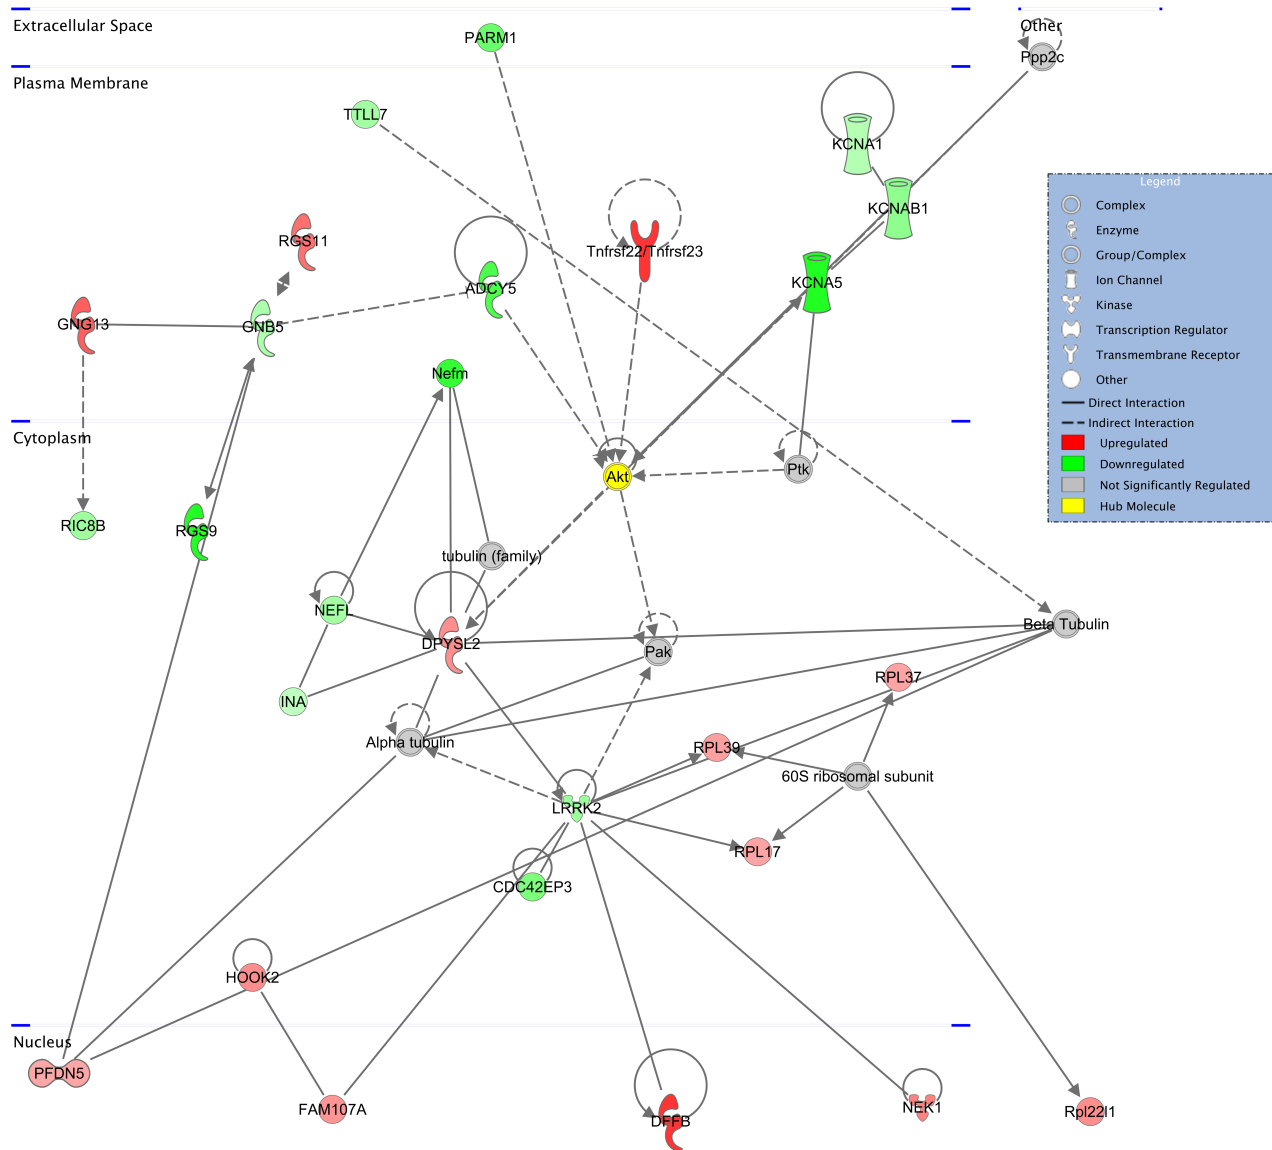 Extracellular Space
Other
PARM1
Ppp2c
Plasma Membrane
TTLL7
KCNA1
KCNAB1
RGS11
Tnfrsf22/Tnfrsf23
KCNA5
ADCY5
GNG13
GNB5
Nefm
Legend
Complex
Enzyme
Group/Complex
Ion Channel
Kinase
Transcription Regulator
Transmembrane Receptor
Other
Direct Interaction
Indirect Interaction
Upregulated
Downregulated
Not Significantly Regulated
Hub Molecule
Cytoplasm
Akt
Ptk
RIC8B
RGS9
tubulin (family)
NEFL
DPYSL2
Pak
Beta Tubulin
RPL37
INA
Alpha tubulin
RPL39
60S ribosomal subunit
LRRK2
RPL17
CDC42EP3
HOOK2
Nucleus
PFDN5
FAM107A
DFFB
NEK1
Rpl22l1